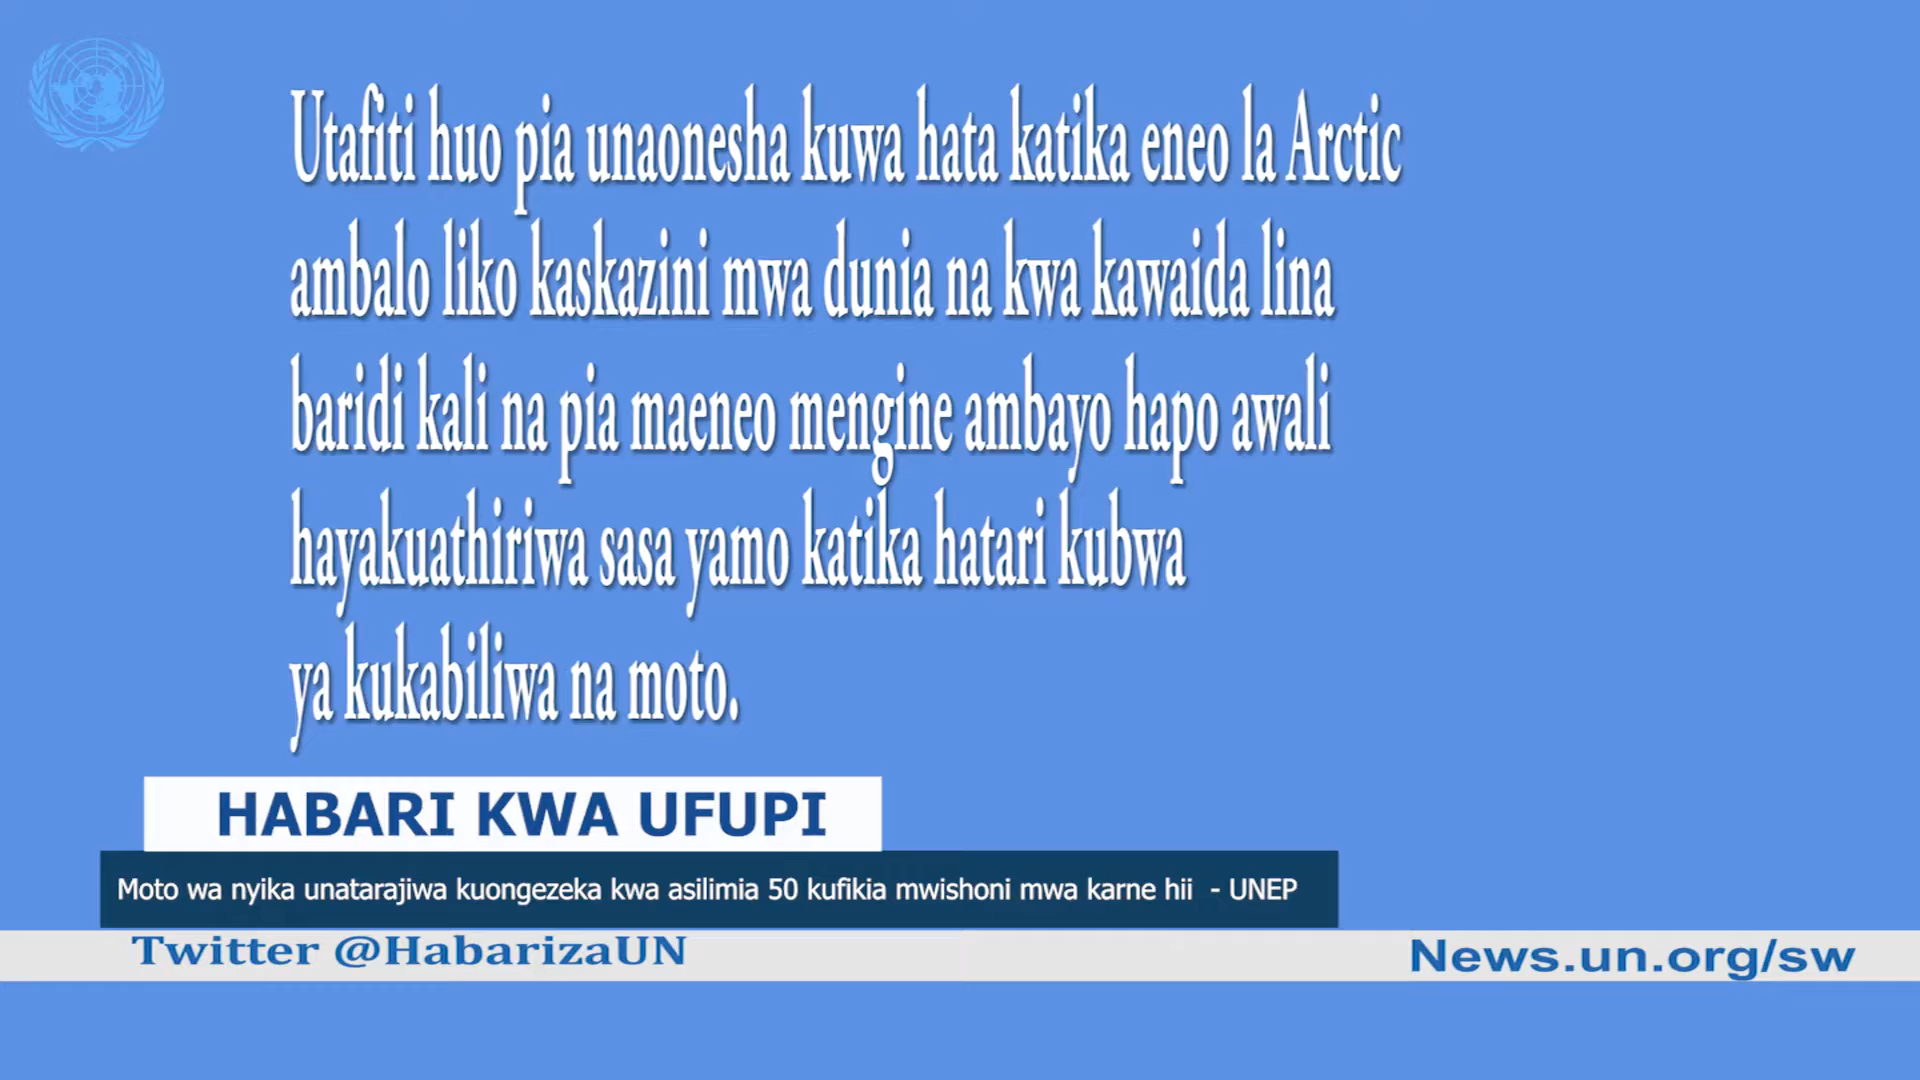 Utafiti huo pia unaonesha kuwa hata katika eneo la Arctic
ambalo liko kaskazini mwa dunia na kwa kawaida lina
baridi kali na pia maeneo mengine ambayo hapo awali
hayakuathiriwa sasa yamo katika hatari kubwa
ya kukabiliwa na moto.
HABARI KWA UFUPI
Moto wa nyika unatarajiwa kuongezeka kwa asilimia 50 kufikia mwishoni mwa karne hii - UNEP
Twitter @HabarizaUN
News.un.org/sw